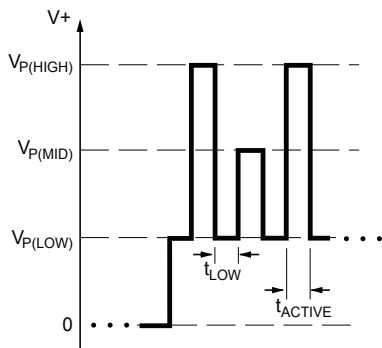 V+
VP(HIGH)
VP(MID)
VP(LOW)
tLOW
tACTIVE
0